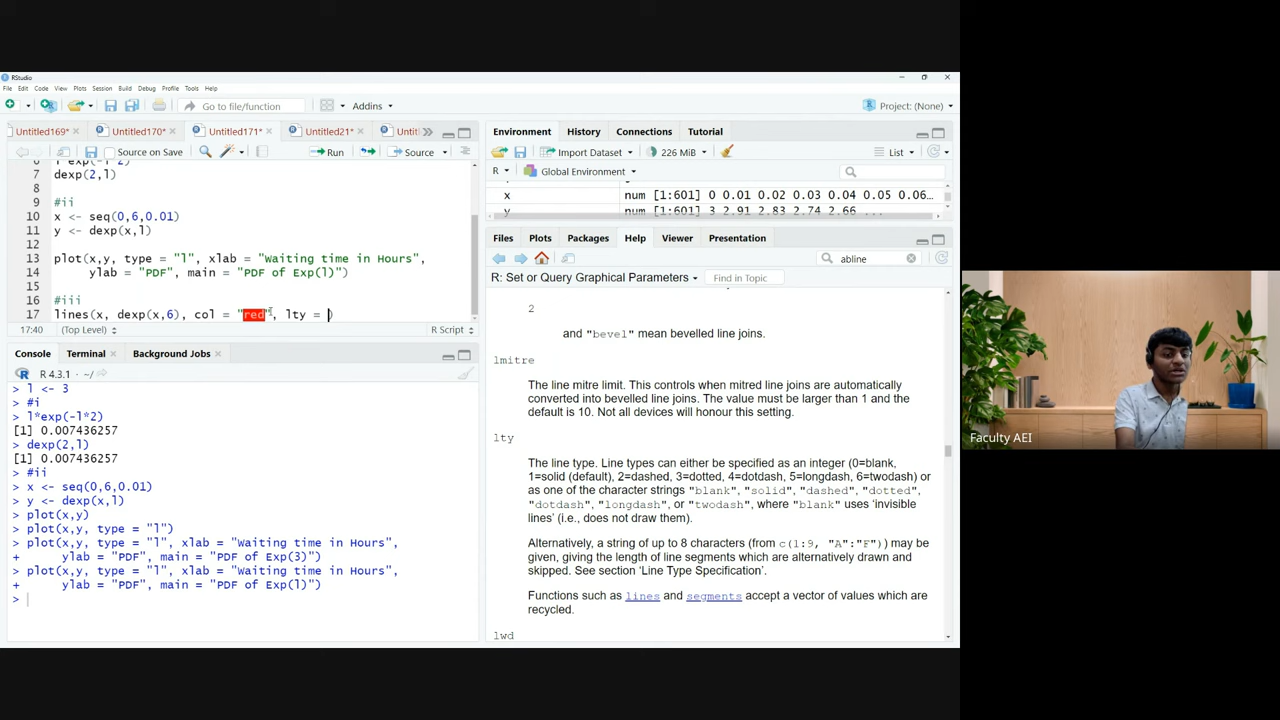 RStudio
File Edit Code View Plots Session Build Debug Profile Tools Help
Go to file/function
Addins
Project: (None)
Untitled169*
Untitled170*
Untitled171*
Untitled21*
Untit
Source on Save
Run
Source
7 dexp(2,l)
8
9 #ii
10 x <- seq(0,6,0.01)
11 y <- dexp(x,l)
12
13 plot(x,y, type = "l", xlab = "Waiting time in Hours",
14 ylab = "PDF", main = "PDF of Exp(l)")
15
16 #iii
17 lines(x, dexp(x,6), col = "red", lty = )
17:40 (Top Level) R Script
Console Terminal Background Jobs
R 4.3.1 · ~/
> l <- 3
> #i
> l*exp(-l*2)
[1] 0.007436257
> dexp(2,l)
[1] 0.007436257
> #ii
> x <- seq(0,6,0.01)
> y <- dexp(x,l)
> plot(x,y)
> plot(x,y, type = "l")
> plot(x,y, type = "l", xlab = "Waiting time in Hours",
+ ylab = "PDF", main = "PDF of Exp(3)")
> plot(x,y, type = "l", xlab = "Waiting time in Hours",
+ ylab = "PDF", main = "PDF of Exp(l)")
>
Environment History Connections Tutorial
Import Dataset 226 MiB List
R Global Environment
x num [1:601] 0 0.01 0.02 0.03 0.04 0.05 0.06…
y num [1:601] 3 2.91 2.83 2.74 2.66 ...
Files Plots Packages Help Viewer Presentation
abline
R: Set or Query Graphical Parameters Find in Topic
2
and "bevel" mean bevelled line joins.
lmitre
The line mitre limit. This controls when mitred line joins are automatically
converted into bevelled line joins. The value must be larger than 1 and the
default is 10. Not all devices will honour this setting.
lty
The line type. Line types can either be specified as an integer (0=blank,
1=solid (default), 2=dashed, 3=dotted, 4=dotdash, 5=longdash, 6=twodash) or
as one of the character strings "blank", "solid", "dashed", "dotted",
"dotdash", "longdash", or "twodash", where "blank" uses ‘invisible
lines’ (i.e., does not draw them).
Alternatively, a string of up to 8 characters (from c(1:9, "A":"F")) may be
given, giving the length of line segments which are alternatively drawn and
skipped. See section ‘Line Type Specification’.
Functions such as lines and segments accept a vector of values which are
recycled.
lwd
Faculty AEI